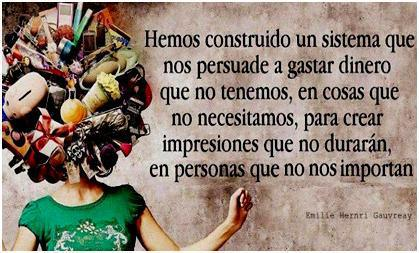 Hemos construido un sistema que
nos persuade a gastar dinero
que no tenemos, en cosas que
no necesitamos, para crear
impresiones que no durarán,
en personas que no nos importan
Emilie Hernri Gauvreay